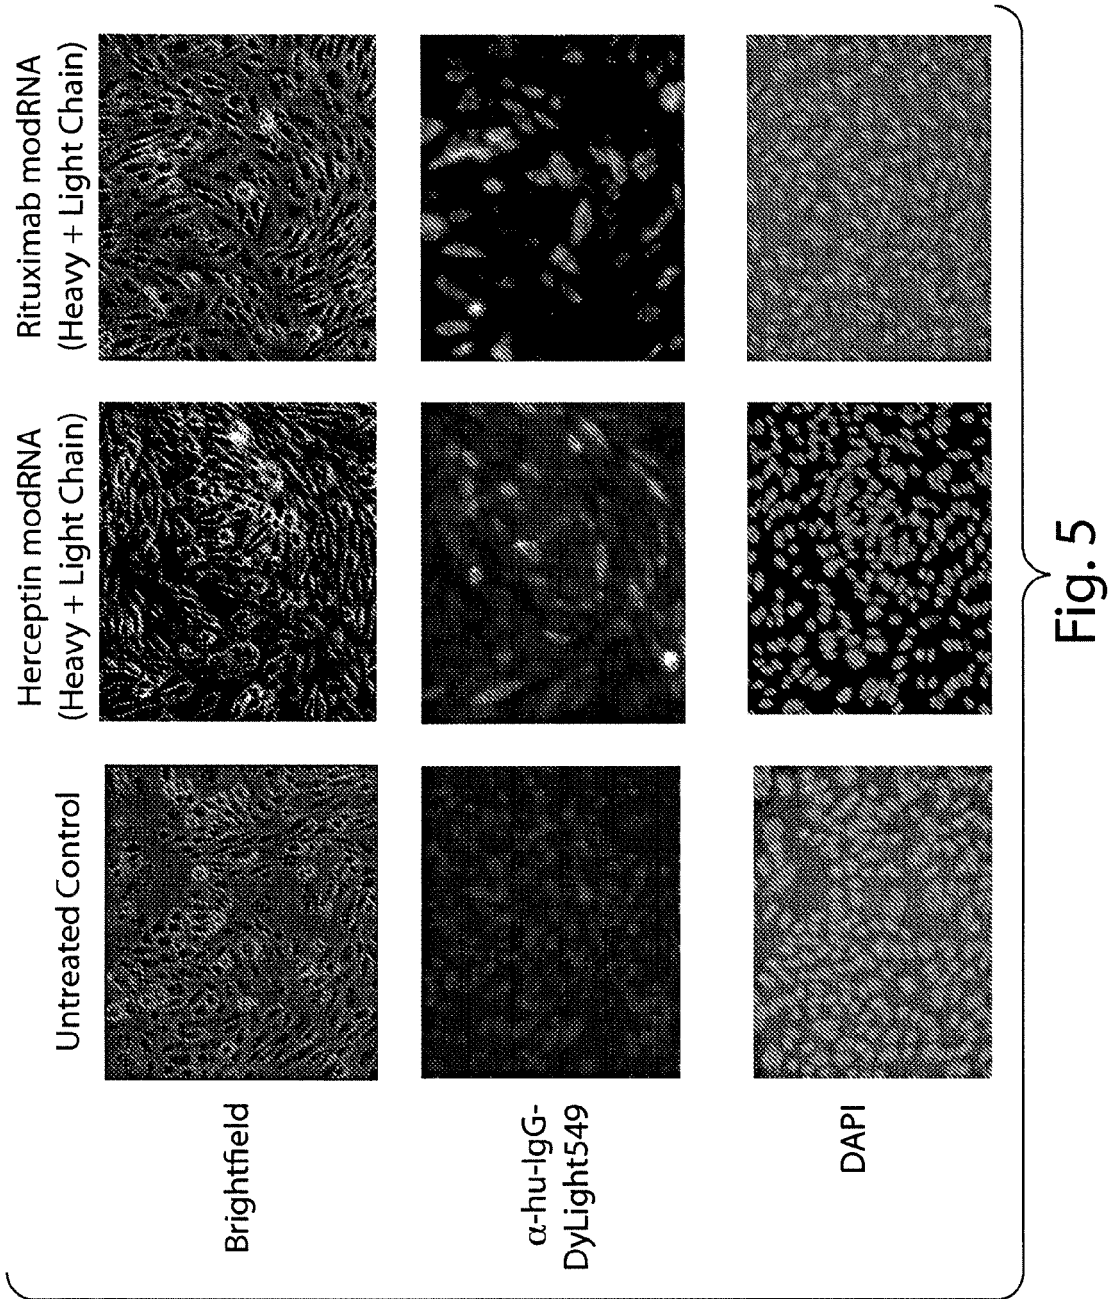 Untreated Control
Herceptin modRNA
(Heavy + Light Chain)
Rituximab modRNA
(Heavy + Light Chain)
Brightfield
α-hu-IgG-
DyLight549
DAPI
Fig. 5